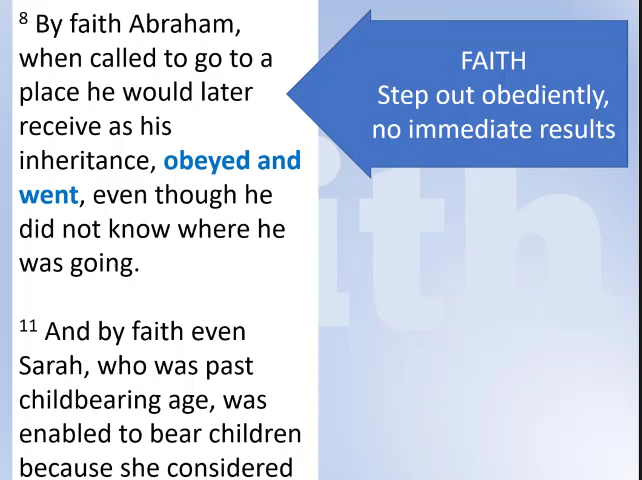 ⁸ By faith Abraham,
when called to go to a
place he would later
receive as his
inheritance, obeyed and
went, even though he
did not know where he
was going.
¹¹ And by faith even
Sarah, who was past
childbearing age, was
enabled to bear children
because she considered
FAITH
Step out obediently,
no immediate results
ith